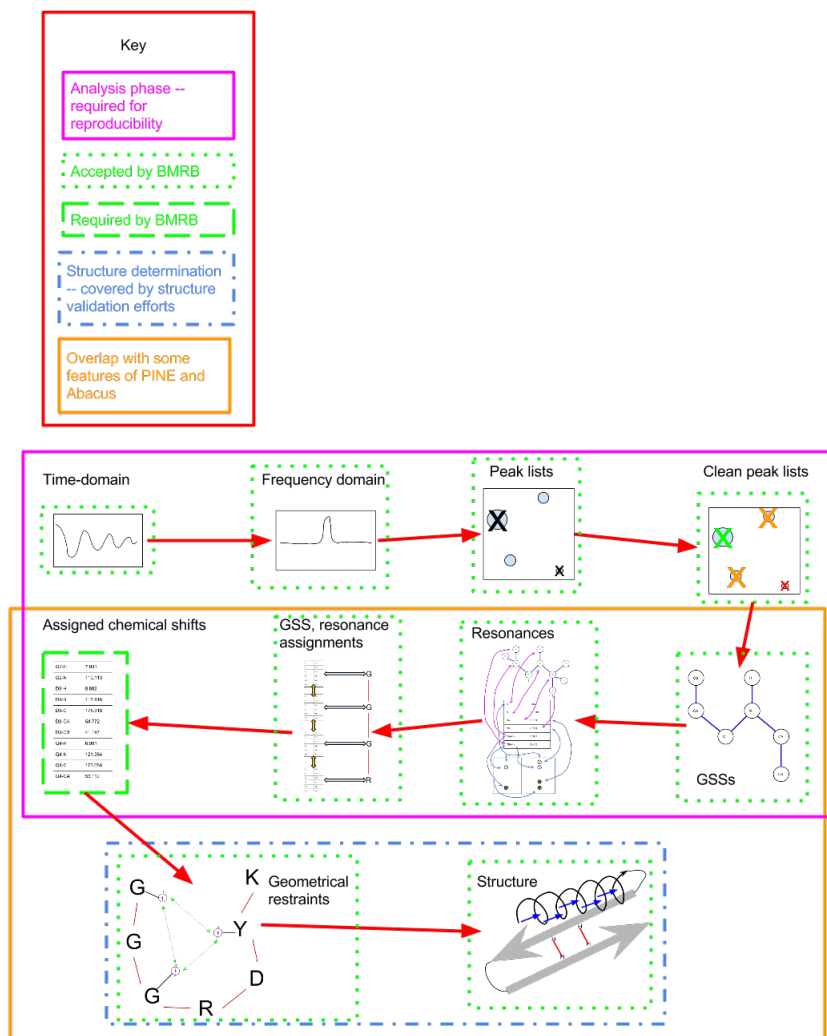 Key
Analysis phase --
required for
reproducibility
Accepted by BMRB
Required by BMRB
Structure determination
-- covered by structure
validation efforts
Overlap with some
features of PINE and
Abacus
Time-domain
Frequency domain
Peak lists
Clean peak lists
X
X
X
X
X
X
Assigned chemical shifts
GSS, resonance
assignments
Resonances
G
G
G
R
GSSs
G
K
Geometrical
restraints
Structure
Y
G
D
G
R